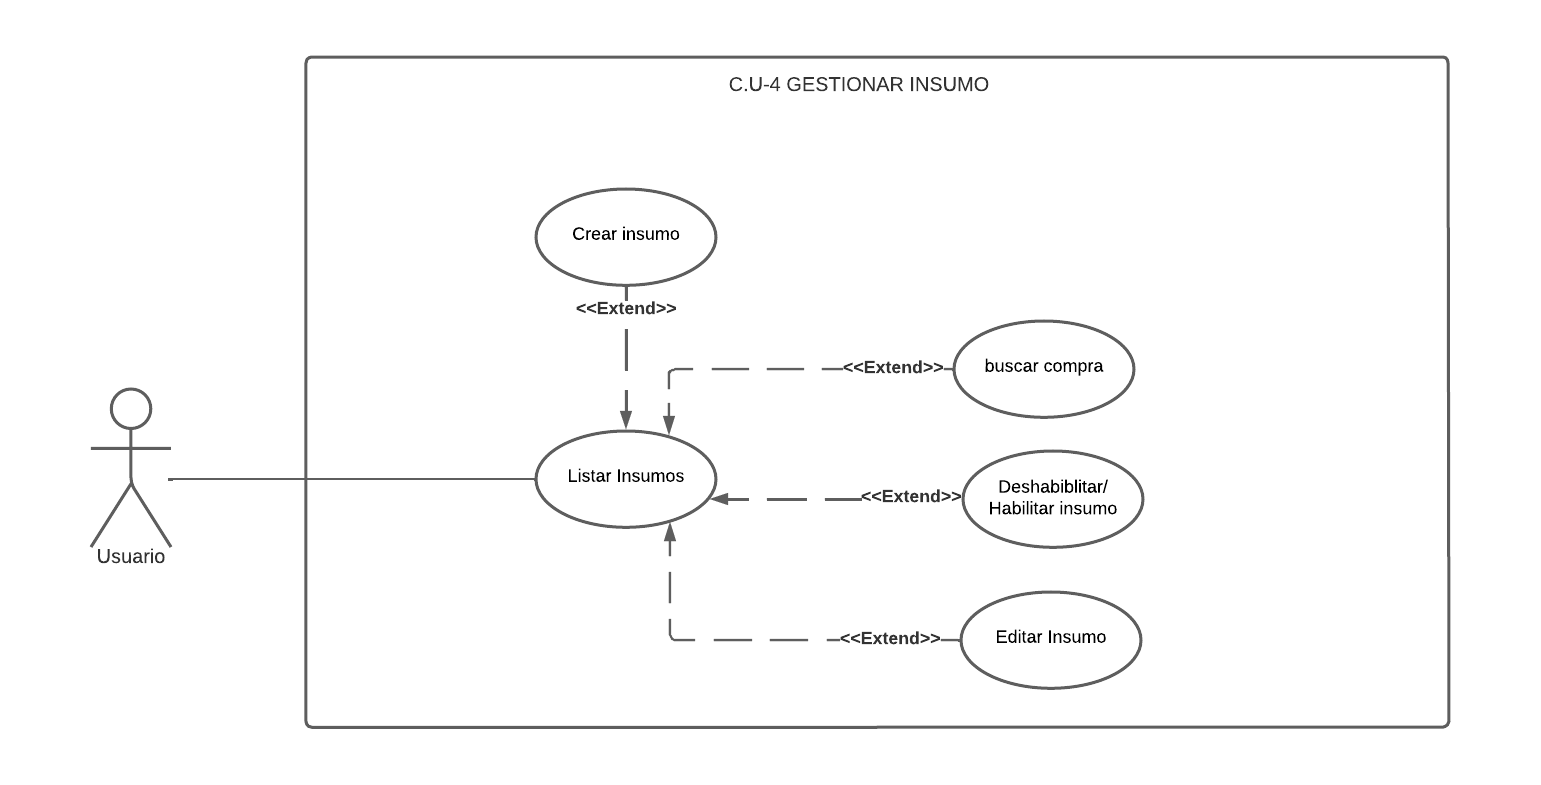 C.U-4 GESTIONAR INSUMO
Crear insumo
<<Extend>>
<<Extend>>
buscar compra
Listar Insumos
<<Extend>>
Deshabiblitar/
Habilitar insumo
Usuario
<<Extend>>
Editar Insumo